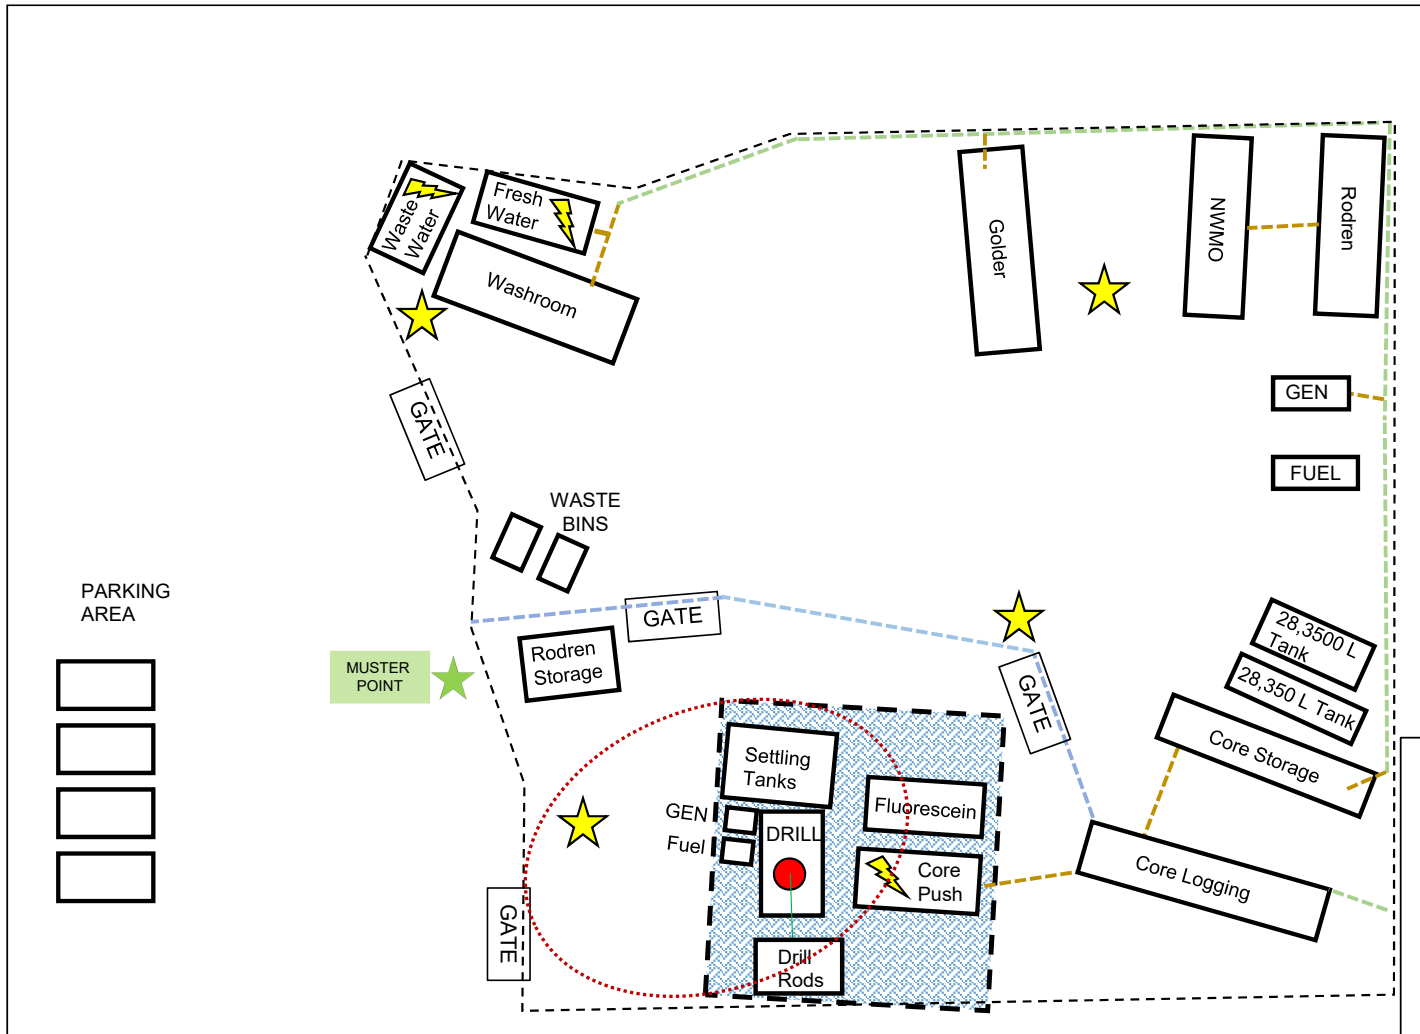 Waste
Water
Fresh
Water
Washroom
Golder
NWMO
Rodren
GATE
GEN
FUEL
WASTE
BINS
PARKING
AREA
MUSTER
POINT
GATE
Rodren
Storage
GATE
28,3500 L
Tank
28,350 L Tank
Core Storage
Settling
Tanks
GEN
Fuel
DRILL
Fluorescein
Core
Push
Core Logging
GATE
Drill
Rods